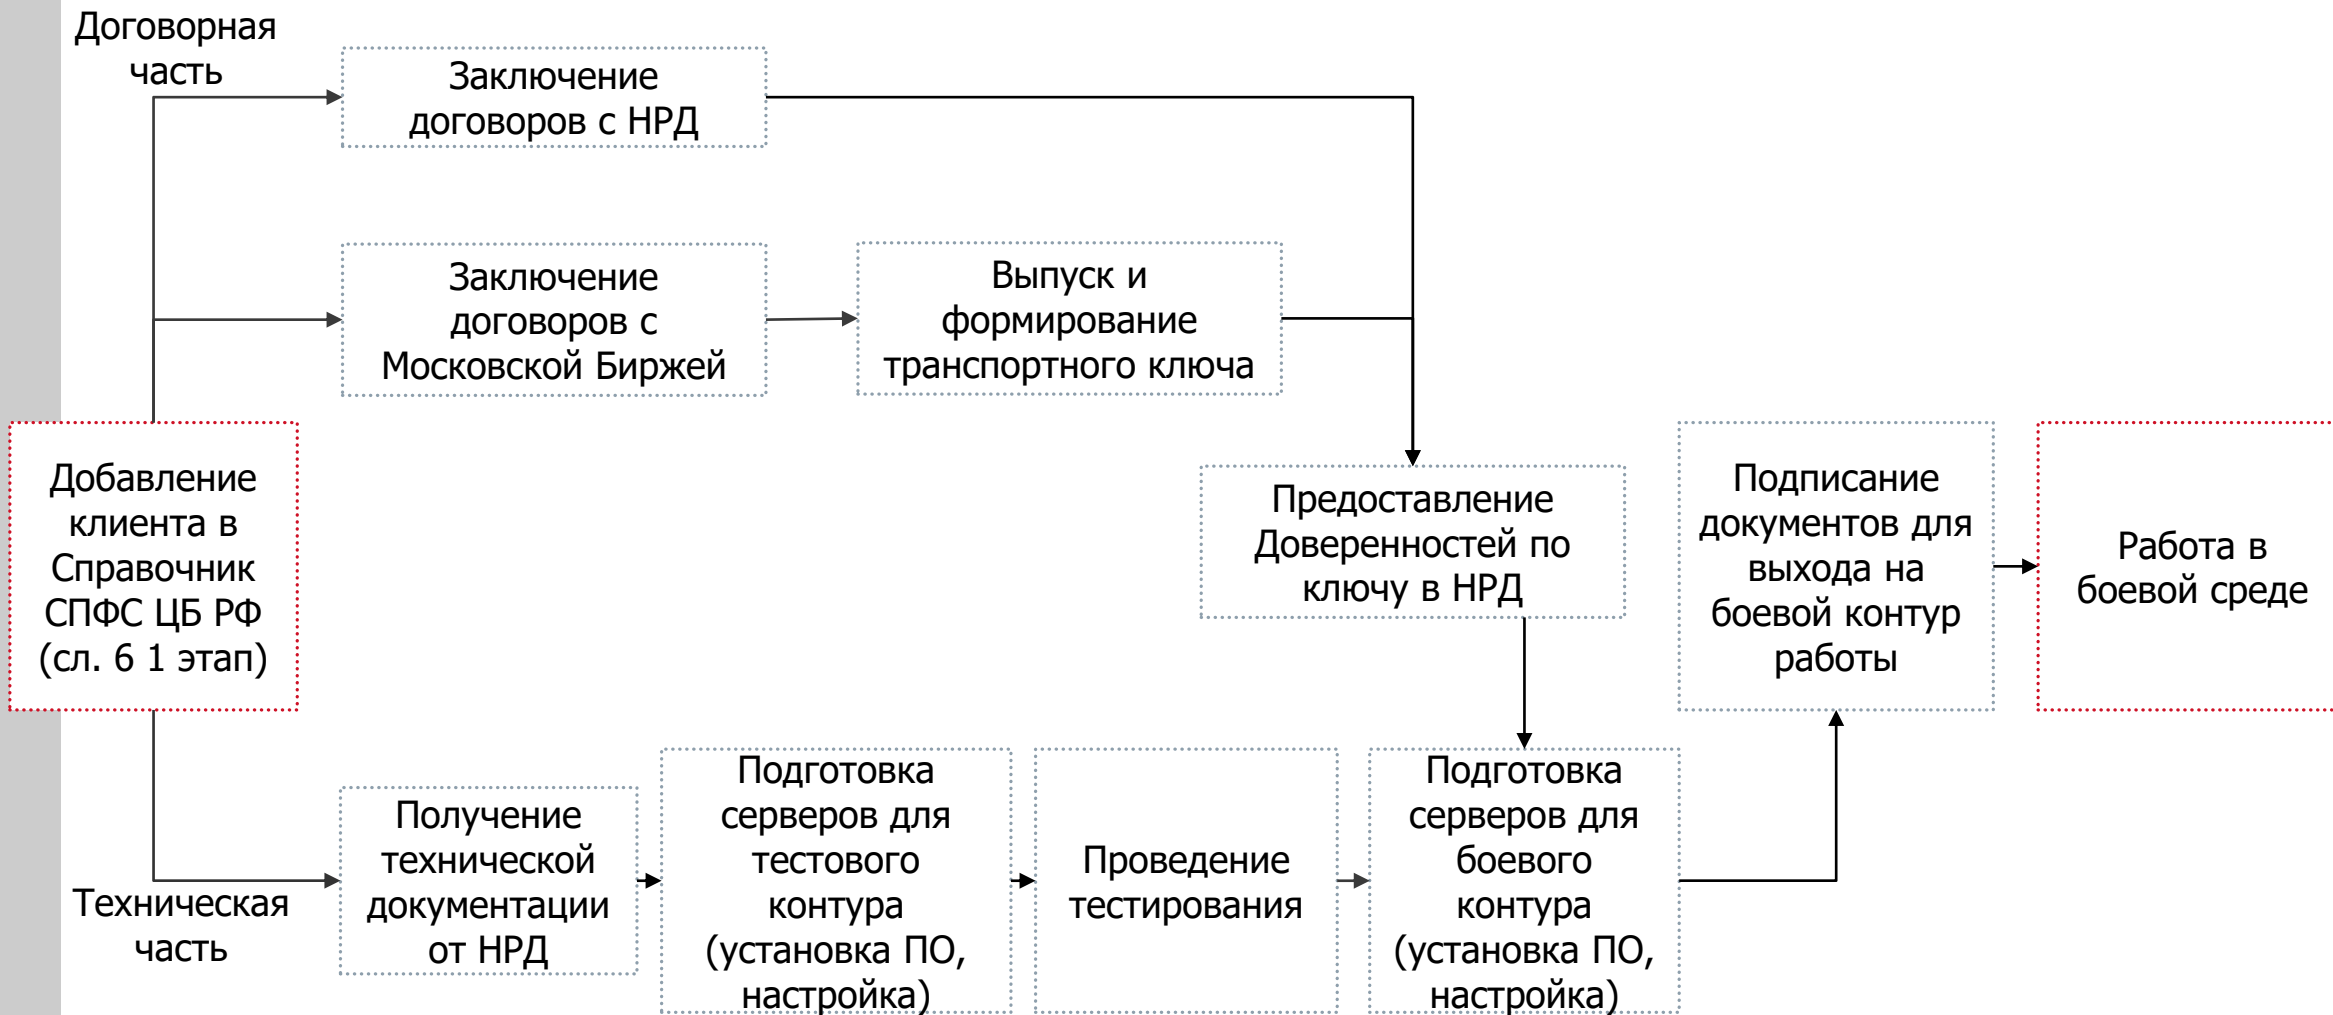 Договорная
часть
Заключение
договоров с НРД
Заключение
договоров с
Московской Биржей
Выпуск и
формирование
транспортного ключа
Добавление
клиента в
Справочник
СПФС ЦБ РФ
(сл. 6 1 этап)
Предоставление
Доверенностей по
ключу в НРД
Подписание
документов для
выхода на
боевой контур
работы
Работа в
боевой среде
Техническая
часть
Получение
технической
документации
от НРД
Подготовка
серверов для
тестового
контура
(установка ПО,
настройка)
Проведение
тестирования
Подготовка
серверов для
боевого
контура
(установка ПО,
настройка)